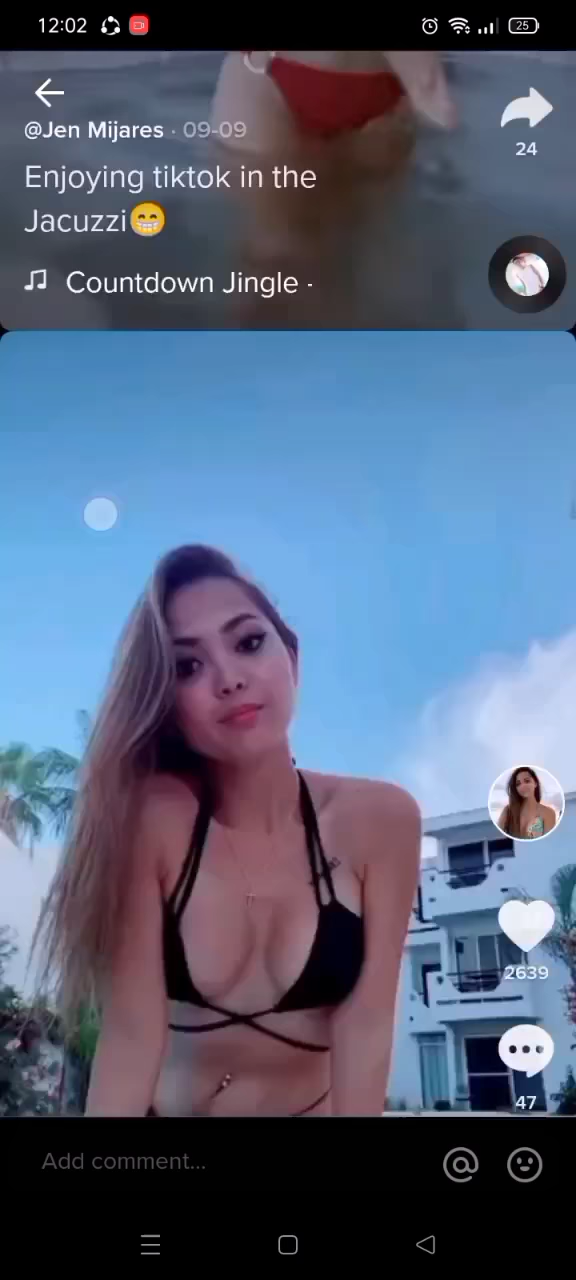 12:02
25
@Jen Mijares · 09-09
24
Enjoying tiktok in the
Jacuzzi😁
Countdown Jingle ·
2639
47
Add comment...